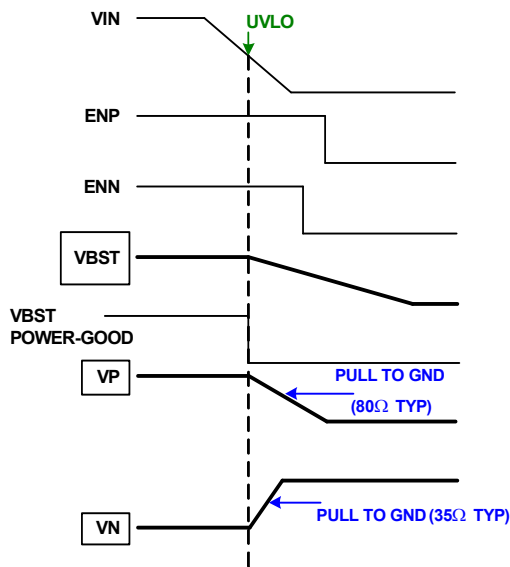 VIN
UVLO
ENP
ENN
VBST
VBST
POWER-GOOD
VP
PULL TO GND
(80Ω TYP)
VN
PULL TO GND (35Ω TYP)